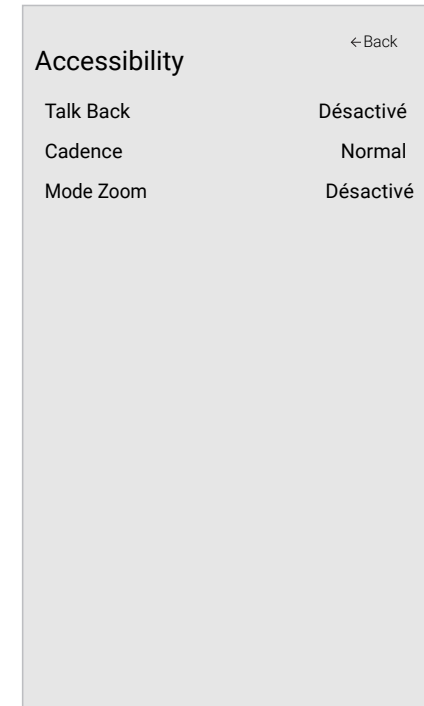 ←Back
Accessibility
Talk Back Désactivé
Cadence Normal
Mode Zoom Désactivé